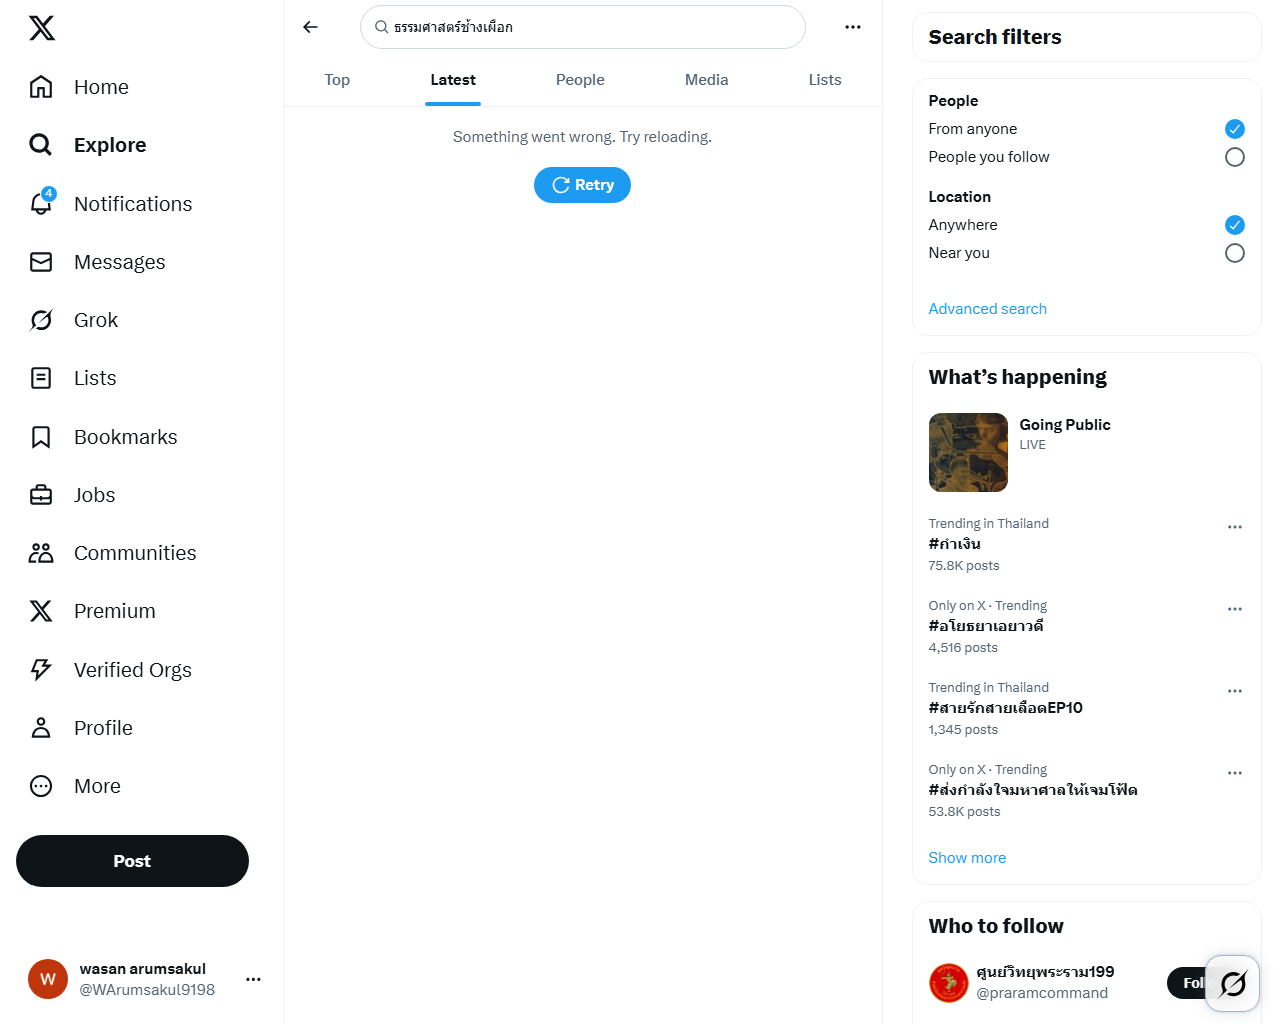 ธรรมศาสตร์ช้างเผือก
Top
Latest
People
Media
Lists
Something went wrong. Try reloading.
Retry
Home
Explore
4
Notifications
Messages
Grok
Lists
Bookmarks
Jobs
Communities
Premium
Verified Orgs
Profile
More
Post
W
wasan arumsakul
@WArumsakul9198
Search filters
People
From anyone
People you follow
Location
Anywhere
Near you
Advanced search
What’s happening
Going Public
LIVE
Trending in Thailand
#กำเงิน
75.8K posts
Only on X · Trending
#อโยธยาเอยาวดี
4,516 posts
Trending in Thailand
#สายรักสายเลือดEP10
1,345 posts
Only on X · Trending
#ส่งกำลังใจมหาศาลให้เจมโฟ้ด
53.8K posts
Show more
Who to follow
ศูนย์วิทยุพระราม199
@praramcommand